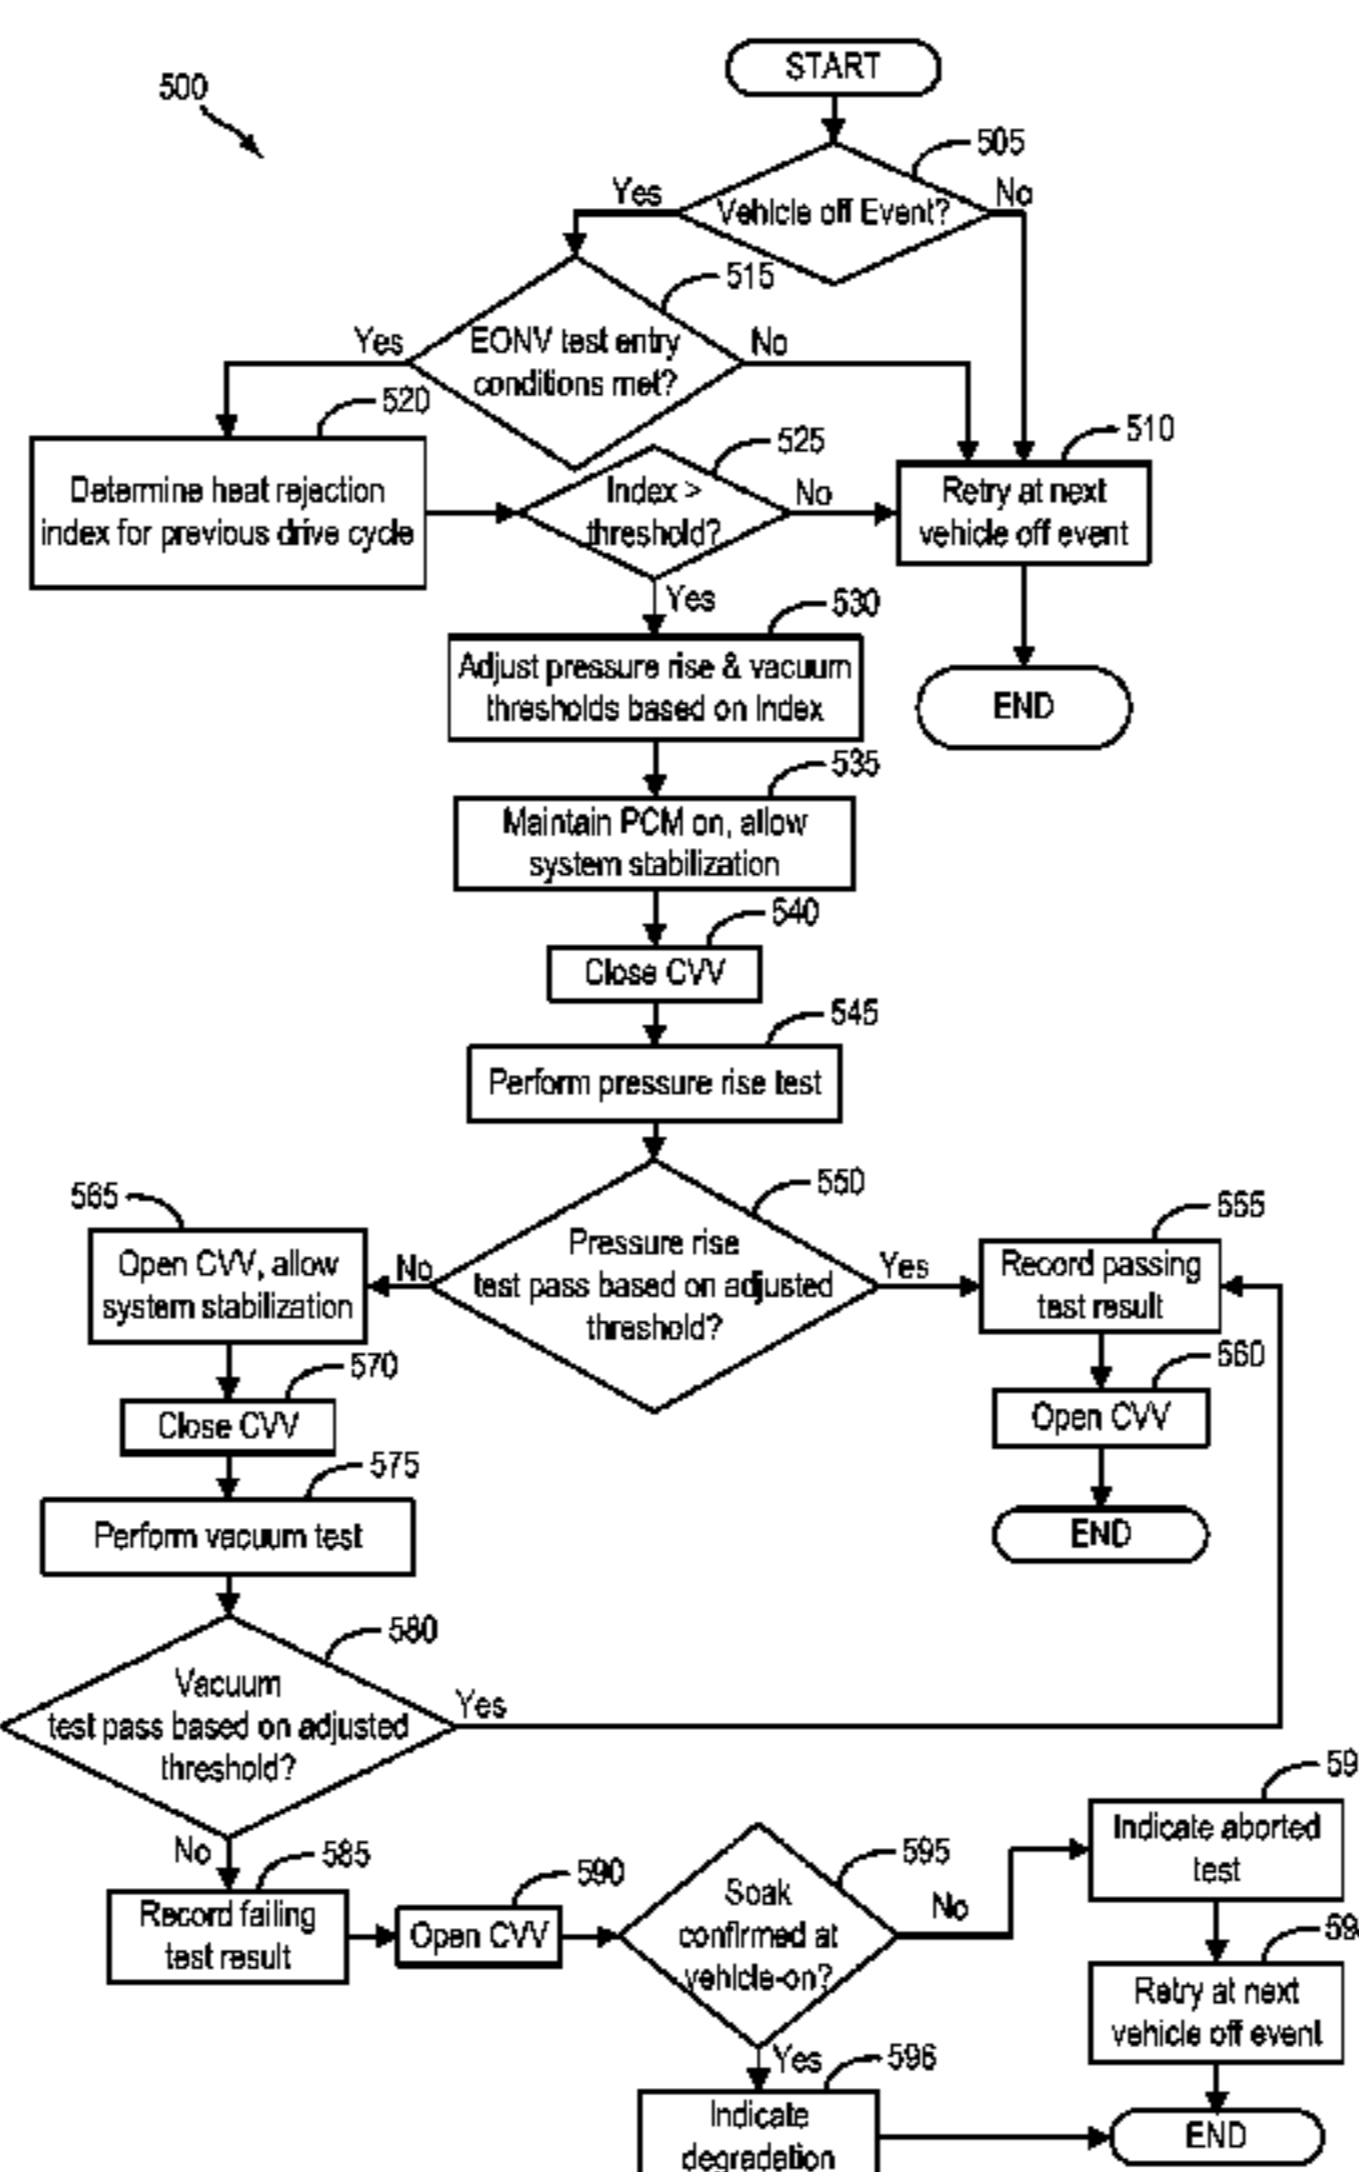 500
START
505
Vehicle off Event?
Yes
No
515
EONV test entry
conditions met?
Yes
No
520
Determine heat rejection
index for previous drive cycle
525
Index >
threshold?
No
Yes
510
Retry at next
vehicle off event
END
530
Adjust pressure rise & vacuum
thresholds based on Index
535
Maintain PCM on, allow
system stabilization
540
Close CVV
545
Perform pressure rise test
550
Pressure rise
test pass based on adjusted
threshold?
No
Yes
565
Open CVV, allow
system stabilization
555
Record passing
test result
560
Open CVV
END
570
Close CVV
575
Perform vacuum test
580
Vacuum
test pass based on adjusted
threshold?
Yes
No
585
Record failing
test result
590
Open CVV
595
Soak
confirmed at
vehicle-on?
No
Yes
Indicate aborted
test
Retry at next
vehicle off event
END
596
Indicate
degradation